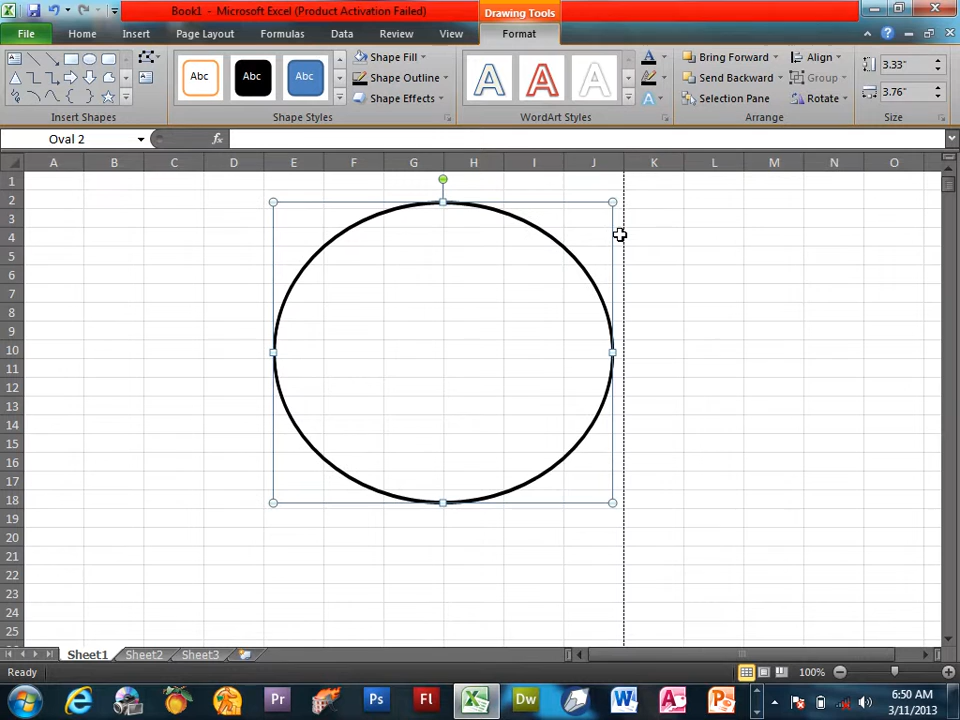 Book1 - Microsoft Excel (Product Activation Failed)
Drawing Tools
File Home Insert Page Layout Formulas Data Review View Format
Abc Abc Abc
Shape Fill
Shape Outline
Shape Effects
A A A
A
A
Bring Forward
Send Backward
Selection Pane
Align
Group
Rotate
3.33"
3.76"
Insert Shapes Shape Styles WordArt Styles Arrange Size
Oval 2 fx
A B C D E F G H I J K L M N O
1
2
3
4
5
6
7
8
9
10
11
12
13
14
15
16
17
18
19
20
21
22
23
24
25
Sheet1 Sheet2 Sheet3
Ready 100%
Pr Ps Fl Dw W A P
6:50 AM
3/11/2013